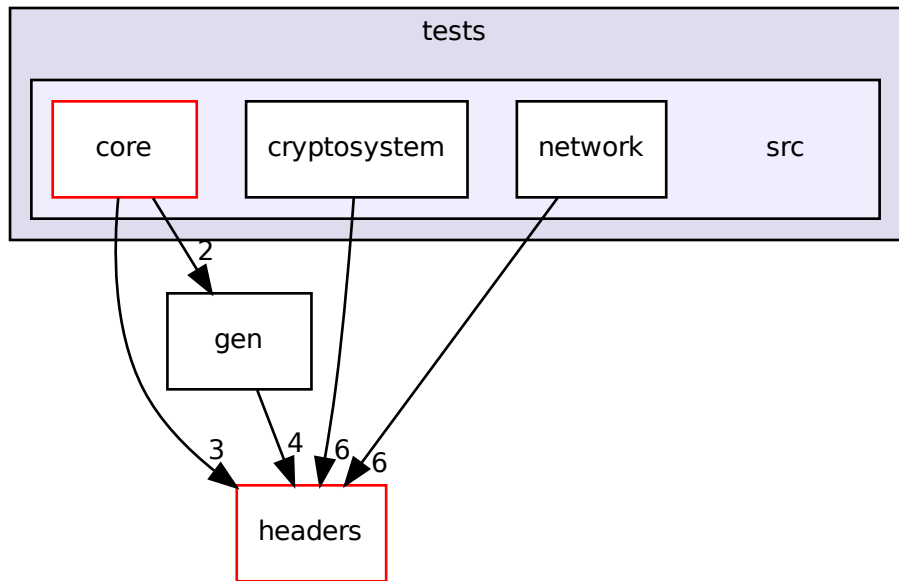 tests
core
cryptosystem
network
src
2
gen
3
4
6
6
headers